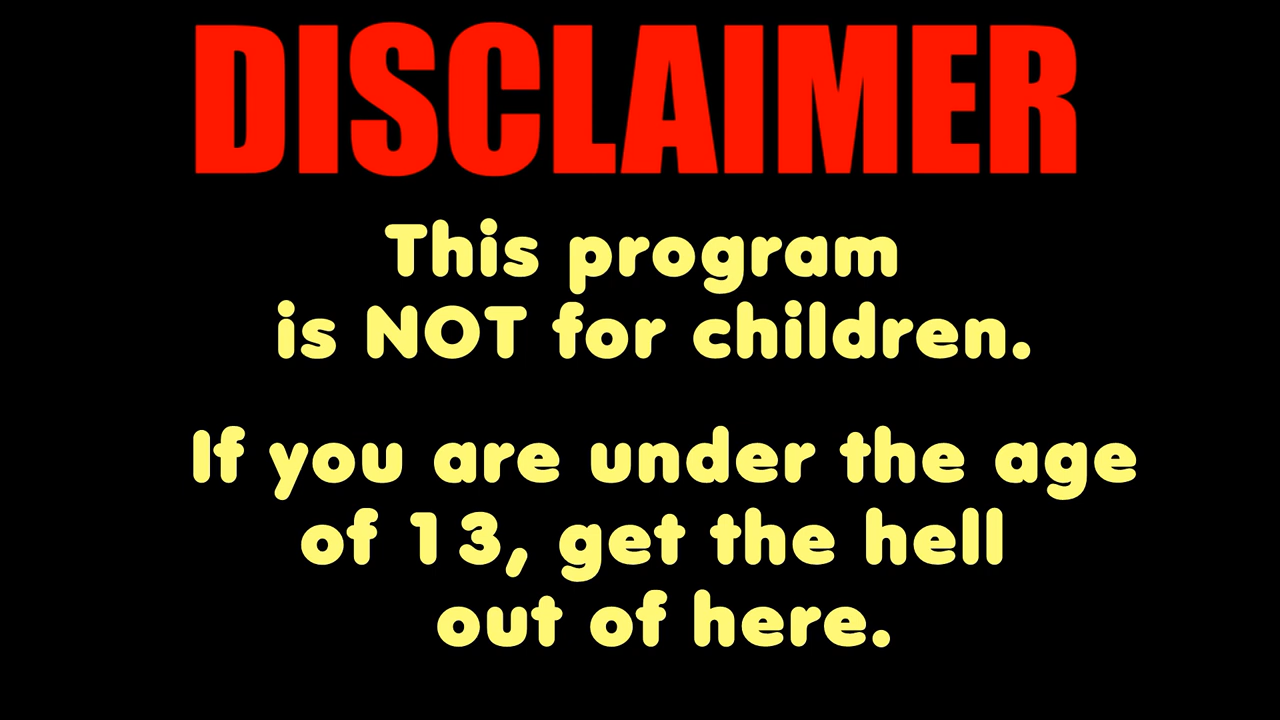 DISCLAIMER
This program
is NOT for children.
If you are under the age
of 13, get the hell
out of here.